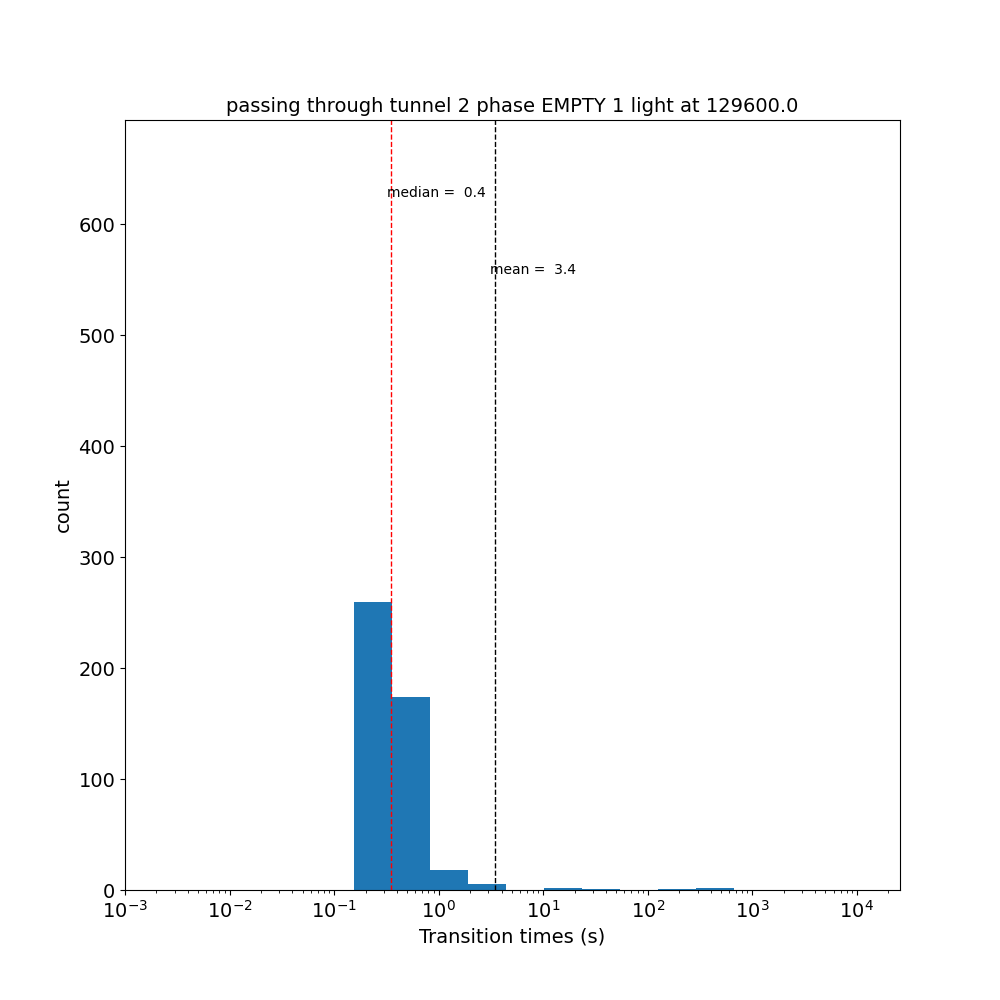 passing through tunnel 2 phase EMPTY 1 light at 129600.0
median =  0.4
mean =  3.4
600
500
400
300
200
100
0
count
10⁻³ 10⁻² 10⁻¹ 10⁰ 10¹ 10² 10³ 10⁴
Transition times (s)